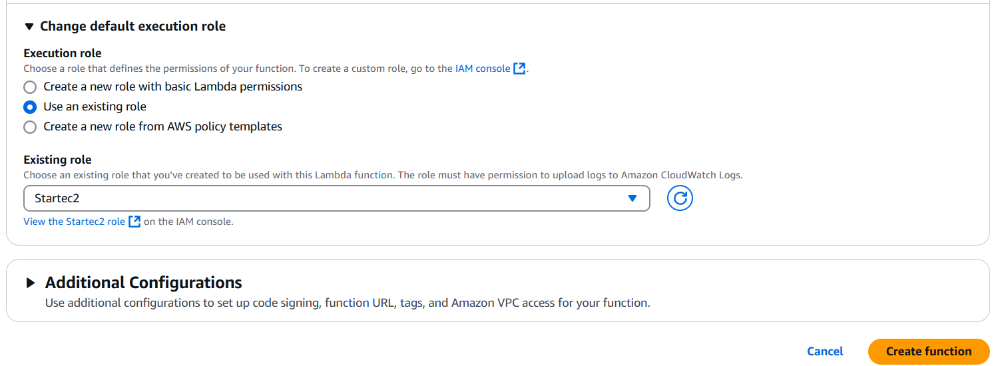 Change default execution role
Execution role
Choose a role that defines the permissions of your function. To create a custom role, go to the IAM console.
Create a new role with basic Lambda permissions
Use an existing role
Create a new role from AWS policy templates
Existing role
Choose an existing role that you've created to be used with this Lambda function. The role must have permission to upload logs to Amazon CloudWatch Logs.
Startec2
View the Startec2 role on the IAM console.
Additional Configurations
Use additional configurations to set up code signing, function URL, tags, and Amazon VPC access for your function.
Cancel Create function